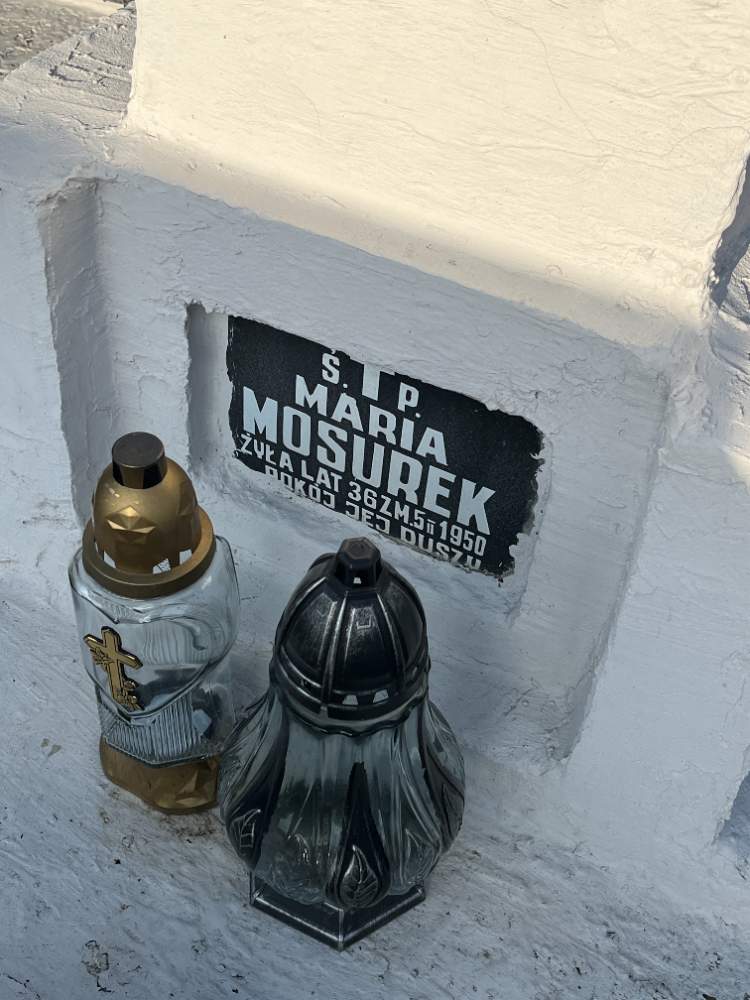 Ś. P.
MARIA
MOSUREK
ŻYŁA LAT 36 ZM. 5 II 1950
POKÓJ JEJ DUSZY